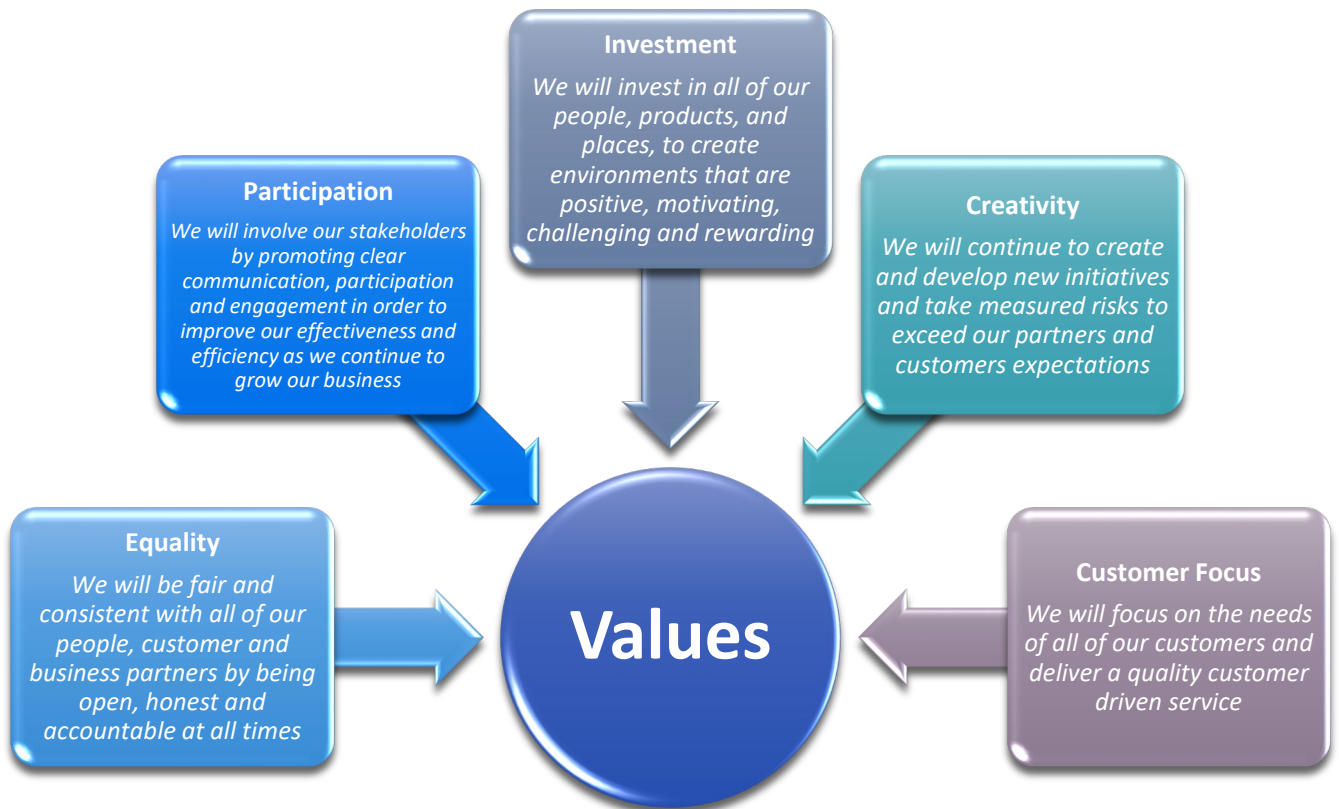 Investment
We will invest in all of our
people, products, and
places, to create
environments that are
positive, motivating,
challenging and rewarding
Participation
We will involve our stakeholders
by promoting clear
communication, participation
and engagement in order to
improve our effectiveness and
efficiency as we continue to
grow our business
Creativity
We will continue to create
and develop new initiatives
and take measured risks to
exceed our partners and
customers expectations
Equality
We will be fair and
consistent with all of our
people, customer and
business partners by being
open, honest and
accountable at all times
Values
Customer Focus
We will focus on the needs
of all of our customers and
deliver a quality customer
driven service